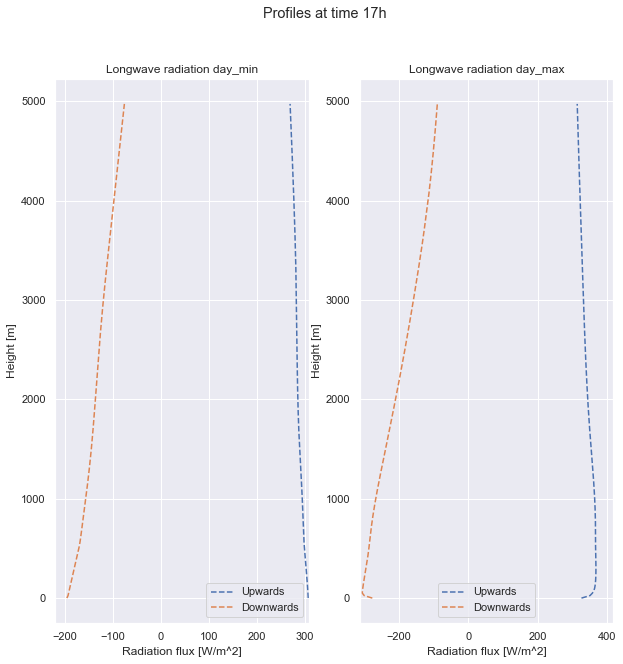 Profiles at time 17h
Longwave radiation day_min
5000
4000
3000
2000
1000
0
Height [m]
−200 −100 0 100 200 300
Radiation flux [W/m^2]
Upwards
Downwards
Longwave radiation day_max
5000
4000
3000
2000
1000
0
Height [m]
−200 0 200 400
Radiation flux [W/m^2]
Upwards
Downwards